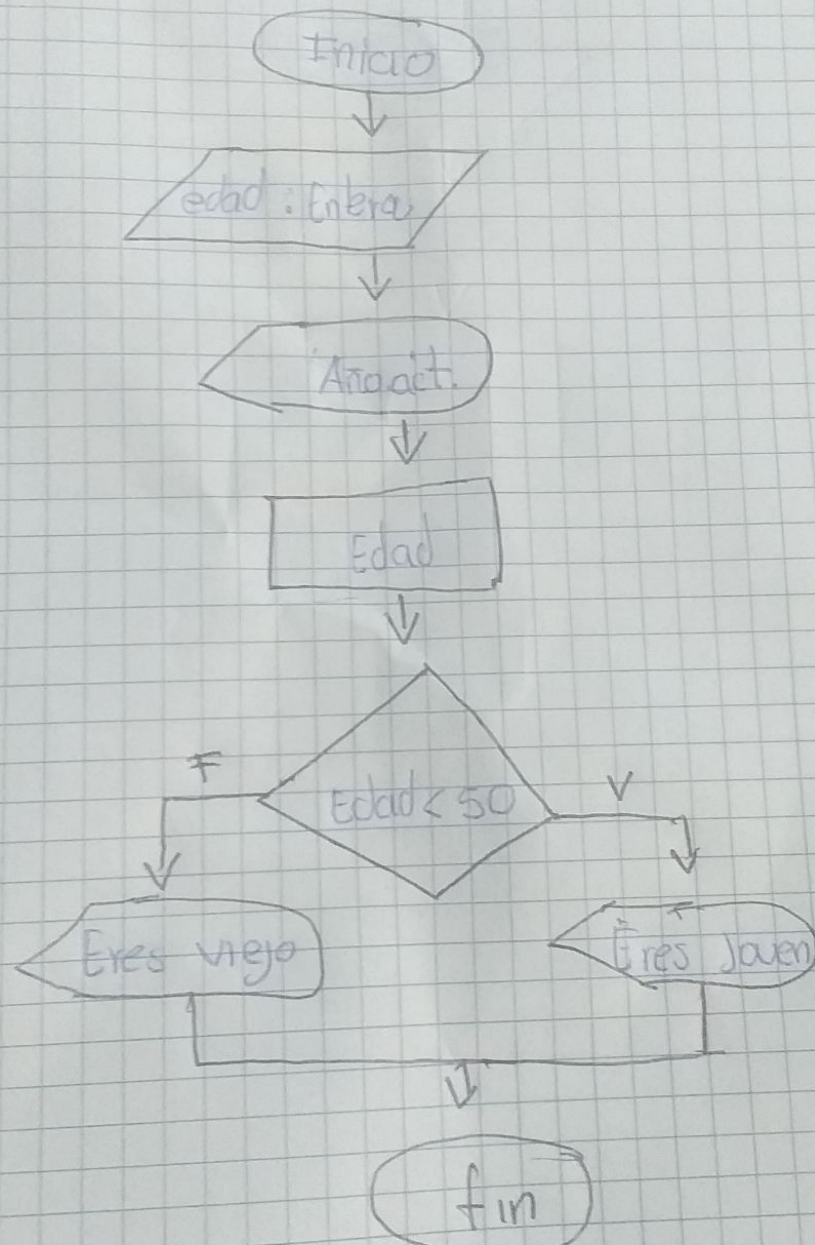 Inicio
edad : Entera
Año act.
Edad
Edad < 50
F
V
Eres viejo
Eres Joven
fin